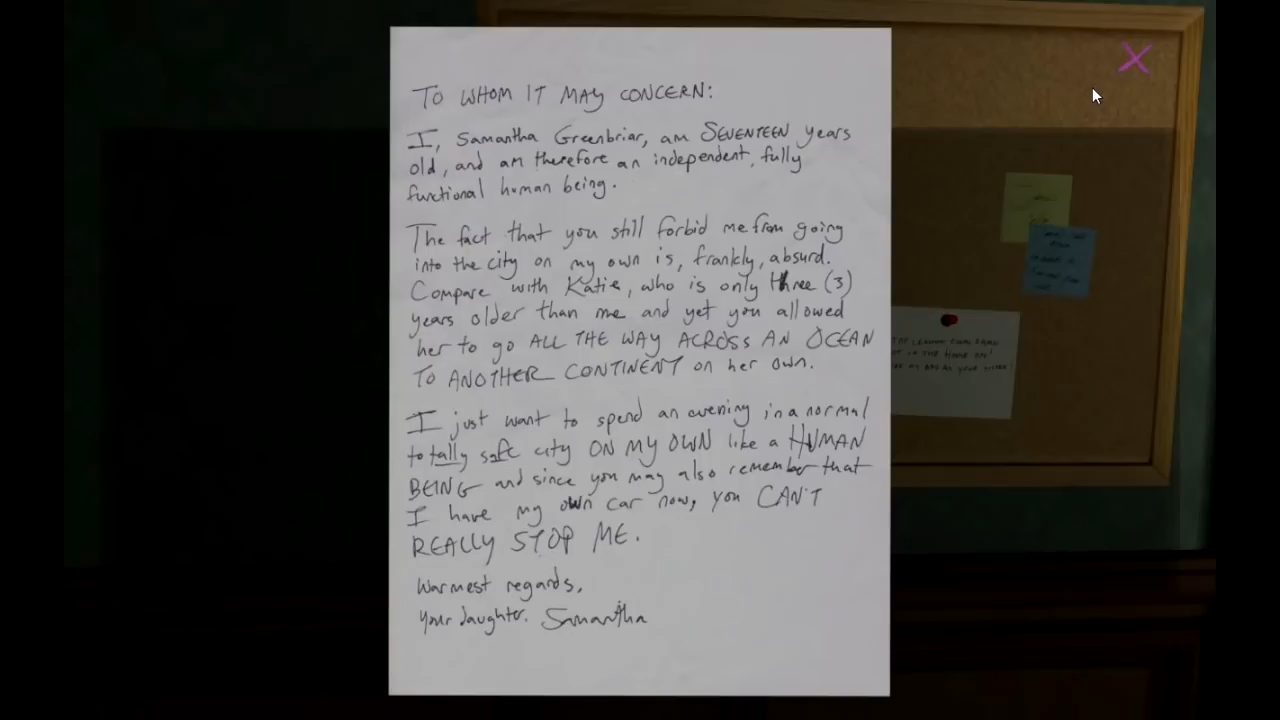 TO WHOM IT MAY CONCERN:
I, Samantha Greenbriar, am SEVENTEEN years
old, and am therefore an independent, fully
functional human being.
The fact that you still forbid me from going
into the city on my own is, frankly, absurd.
Compare with Katie, who is only three (3)
years older than me and yet you allowed
her to go ALL THE WAY ACROSS AN OCEAN
TO ANOTHER CONTINENT on her own.
I just want to spend an evening in a normal
totally safe city ON MY OWN like a HUMAN
BEING and since you may also remember that
I have my own car now, you CAN'T
REALLY STOP ME.
Warmest regards,
Your daughter. Samantha